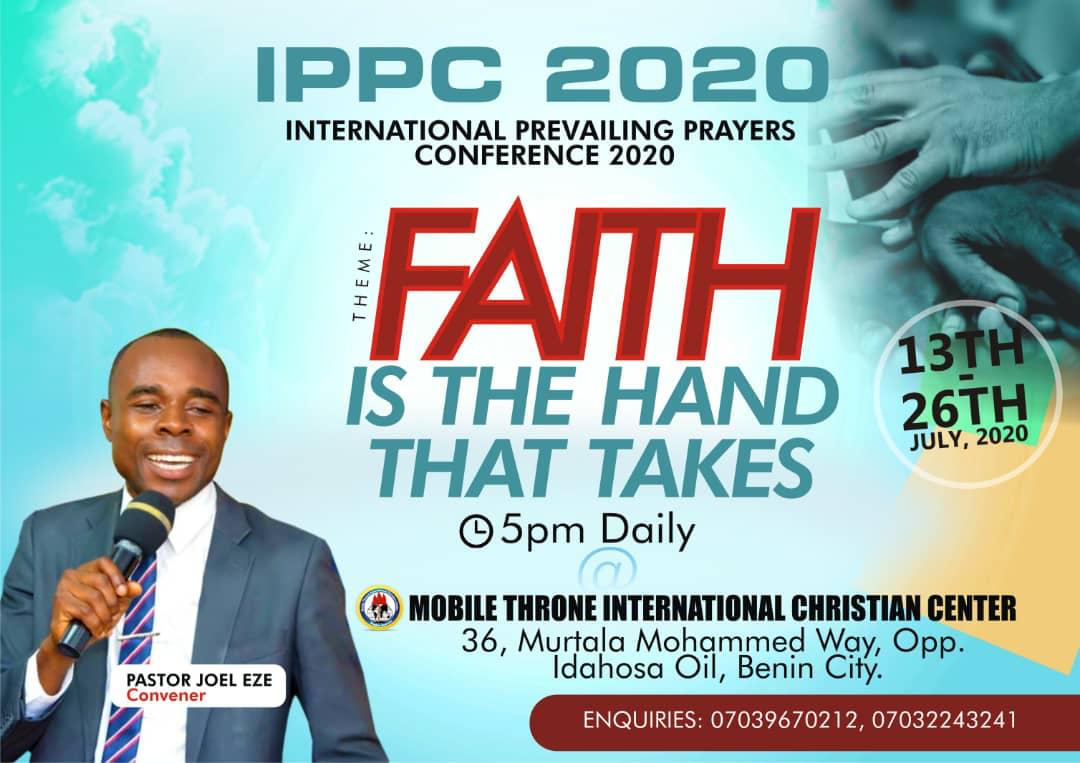 IPPC 2020
INTERNATIONAL PREVAILING PRAYERS
CONFERENCE 2020
THEME:
FAITH
IS THE HAND
THAT TAKES
5pm Daily
@
MOBILE THRONE INTERNATIONAL CHRISTIAN CENTER
36, Murtala Mohammed Way, Opp.
Idahosa Oil, Benin City.
13TH
-
26TH
JULY, 2020
PASTOR JOEL EZE
Convener
ENQUIRIES: 07039670212, 07032243241